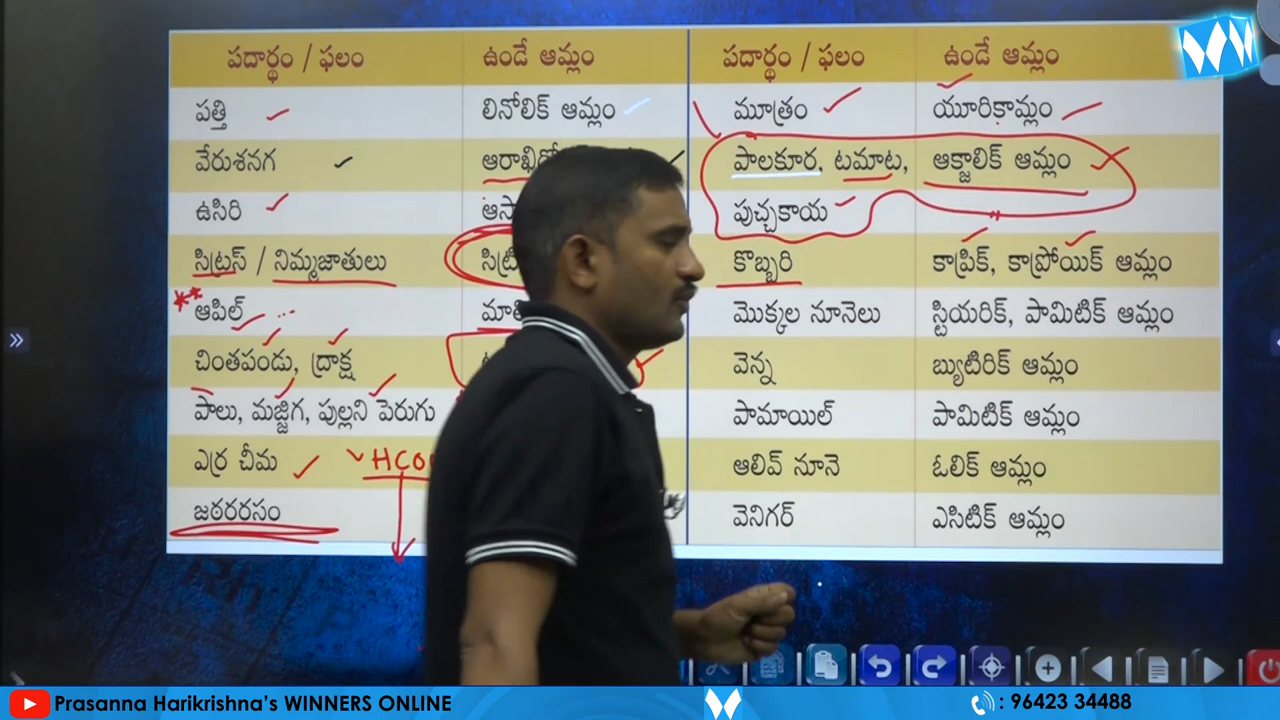 పదార్థం / ఫలం ఉండే ఆమ్లం పదార్థం / ఫలం ఉండే ఆమ్లం
పత్తి లినోలిక్ ఆమ్లం మూత్రం యూరికామ్లం
వేరుశనగ పాలకూర, టమాట, ఆక్జాలిక్ ఆమ్లం
ఉసిరి పుచ్చకాయ
సిట్రస్ / నిమ్మజాతులు కొబ్బరి కాప్రిక్, కాప్రోయిక్ ఆమ్లం
** ఆపిల్ మొక్కల నూనెలు స్టియరిక్, పామిటిక్ ఆమ్లం
చింతపండు, ద్రాక్ష వెన్న బ్యుటిరిక్ ఆమ్లం
పాలు, మజ్జిగ, పుల్లని పెరుగు పామాయిల్ పామిటిక్ ఆమ్లం
ఎర్ర చీమ ఆలివ్ నూనె ఓలిక్ ఆమ్లం
జఠరరసం వెనిగర్ ఎసిటిక్ ఆమ్లం
Prasanna Harikrishna's WINNERS ONLINE : 96423 34488